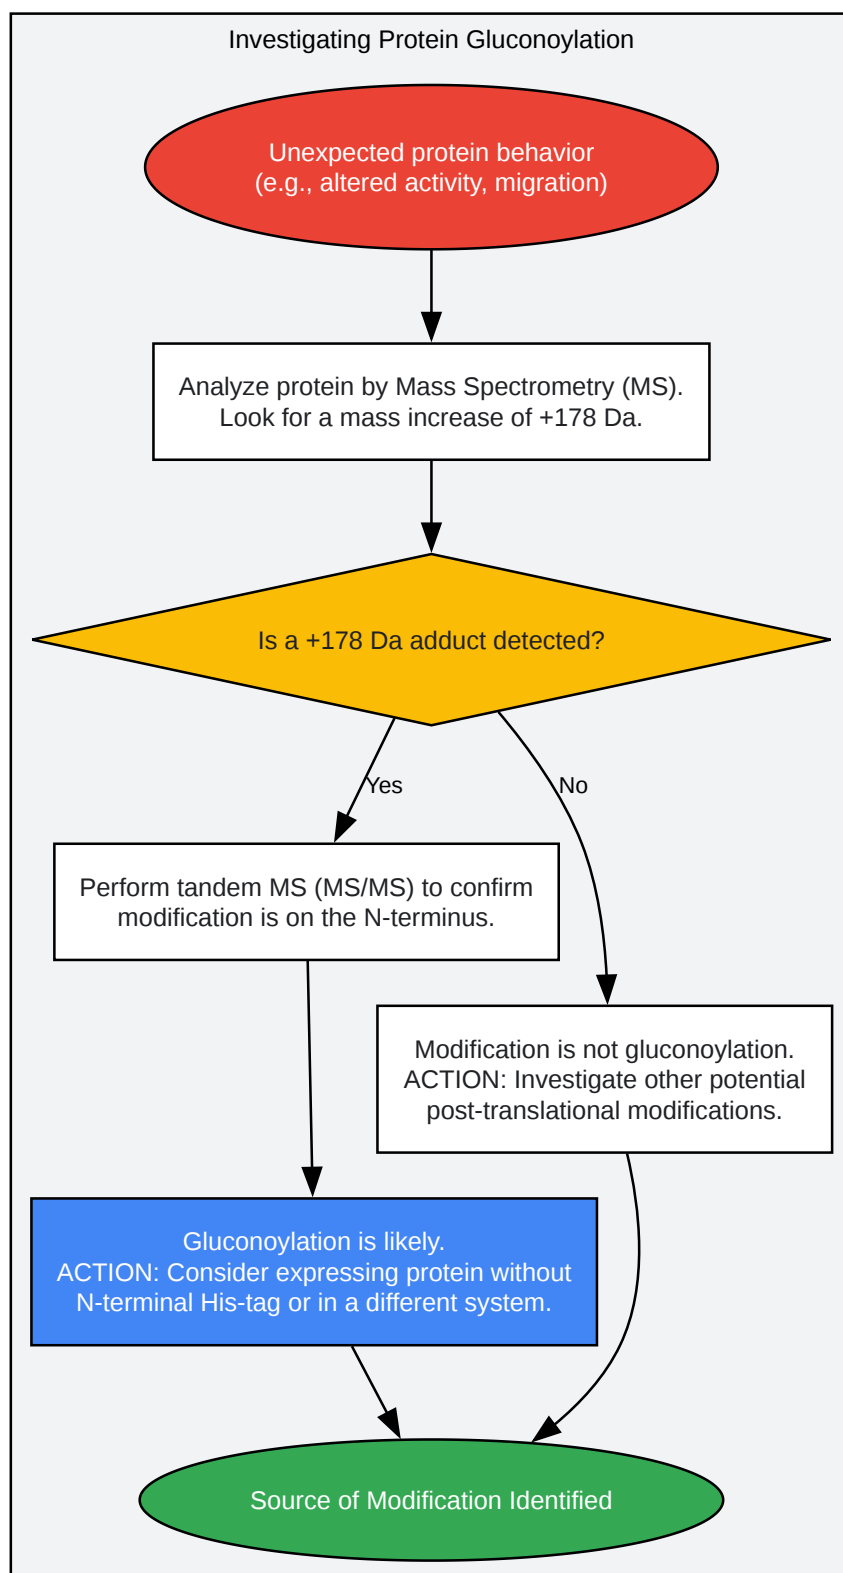 Investigating Protein Gluconoylation
Unexpected protein behavior
(e.g., altered activity, migration)
Analyze protein by Mass Spectrometry (MS).
Look for a mass increase of +178 Da.
Is a +178 Da adduct detected?
Yes
No
Perform tandem MS (MS/MS) to confirm
modification is on the N-terminus.
Modification is not gluconoylation.
ACTION: Investigate other potential
post-translational modifications.
Gluconoylation is likely.
ACTION: Consider expressing protein without
N-terminal His-tag or in a different system.
Source of Modification Identified